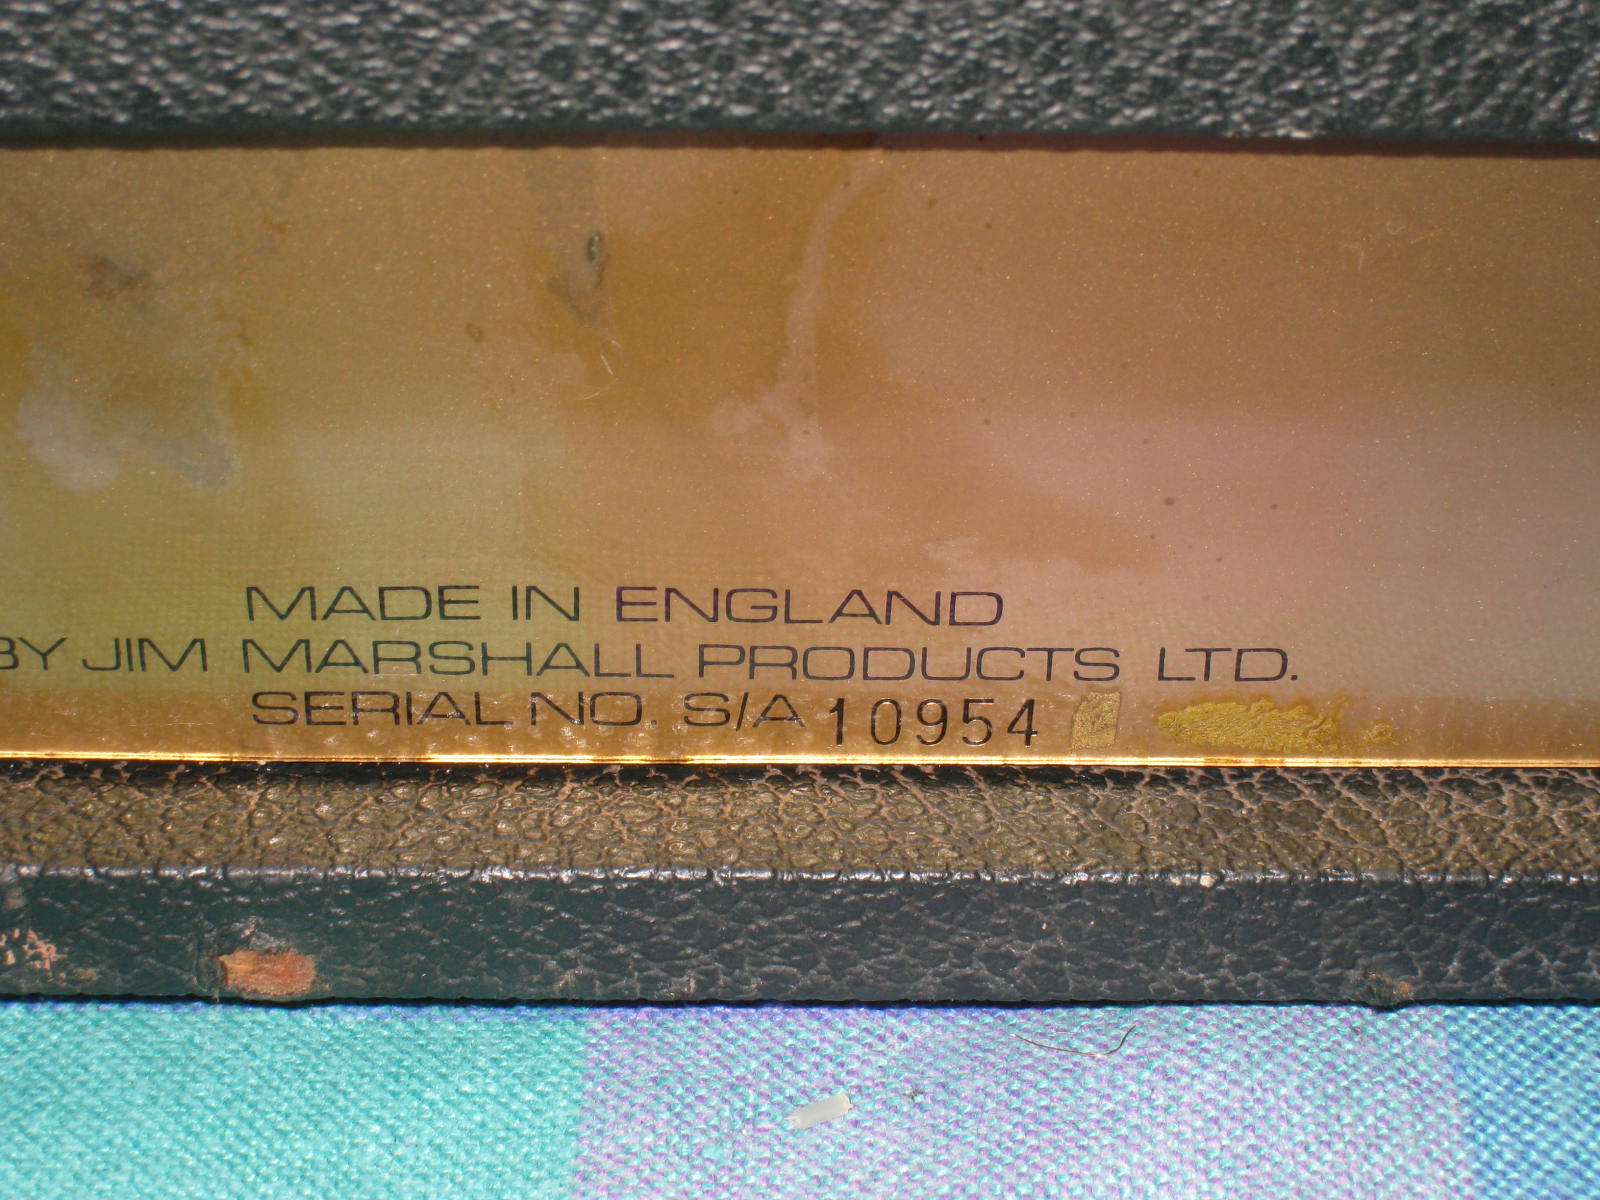 MADE IN ENGLAND
BY JIM MARSHALL PRODUCTS LTD.
SERIAL NO. S/A 10954